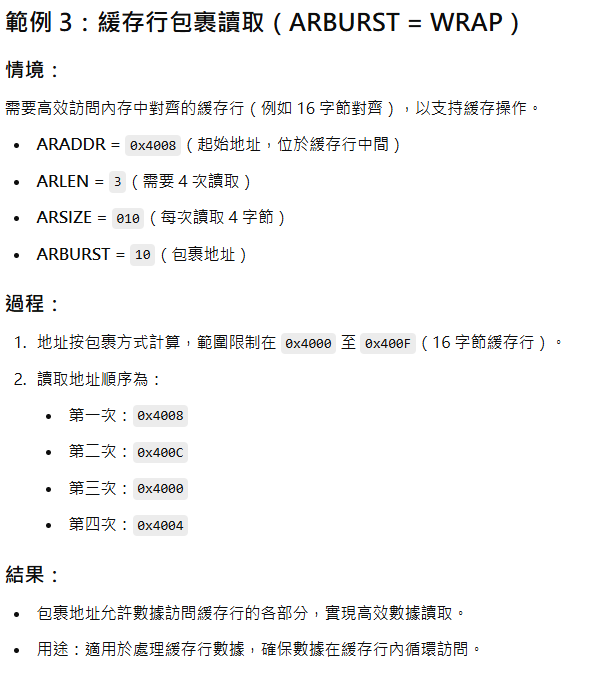 範例 3：緩存行包裹讀取（ARBURST = WRAP）
情境：
需要高效訪問內存中對齊的緩存行（例如 16 字節對齊），以支持緩存操作。
• ARADDR = 0x4008（起始地址，位於緩存行中間）
• ARLEN = 3（需要 4 次讀取）
• ARSIZE = 010（每次讀取 4 字節）
• ARBURST = 10（包裹地址）
過程：
1. 地址按包裹方式計算，範圍限制在 0x4000 至 0x400F（16 字節緩存行）。
2. 讀取地址順序為：
• 第一次：0x4008
• 第二次：0x400C
• 第三次：0x4000
• 第四次：0x4004
結果：
• 包裹地址允許數據訪問緩存行的各部分，實現高效數據讀取。
• 用途：適用於處理緩存行數據，確保數據在緩存行內循環訪問。